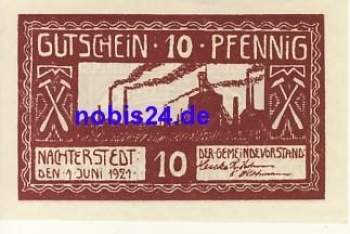 GUTSCHEIN · 10 · PFENNIG
nobis24.de
NACHTERSTEDT:
DEN 1 JUNI 1921
10
DER GEMEINDEVORSTAND: